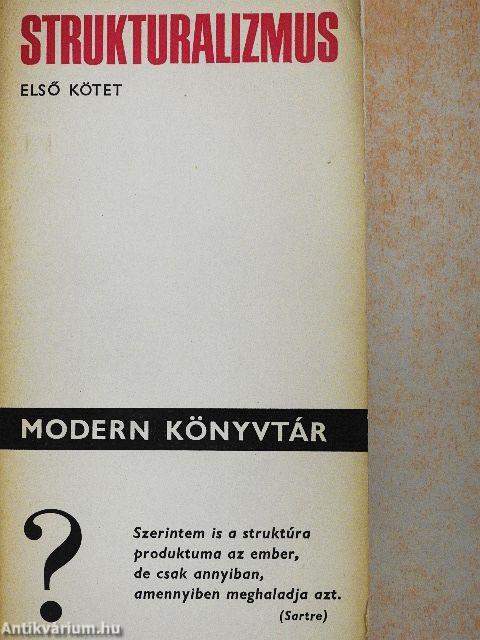 STRUKTURALIZMUS
ELSŐ KÖTET
MODERN KÖNYVTÁR
?
Szerintem is a struktúra
produktuma az ember,
de csak annyiban,
amennyiben meghaladja azt.
(Sartre)
Antikvárium.hu